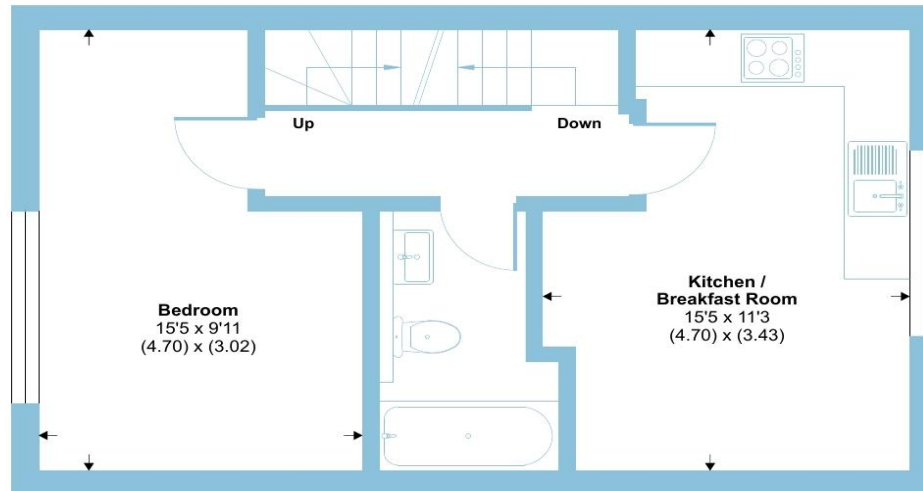 Up
Down
Bedroom
15'5 x 9'11
(4.70) x (3.02)
Kitchen /
Breakfast Room
15'5 x 11'3
(4.70) x (3.43)